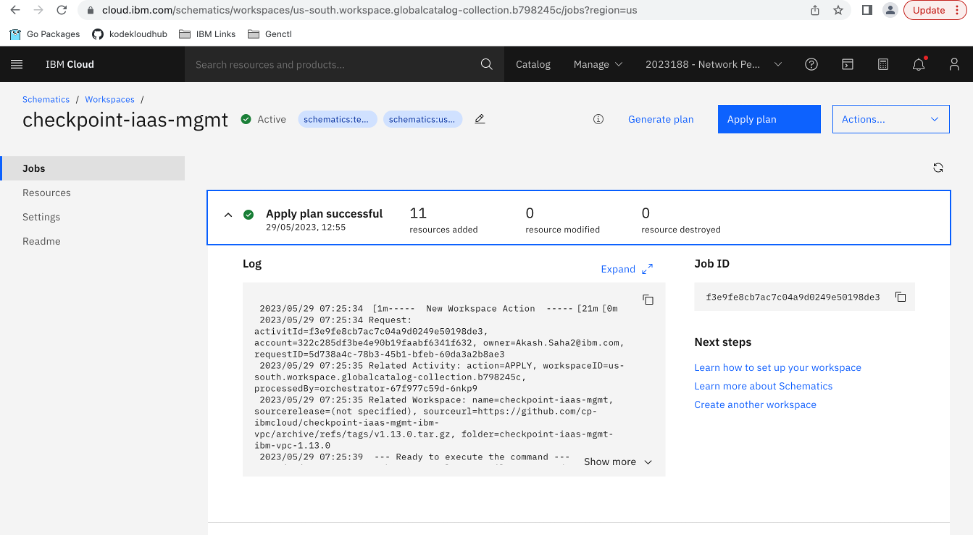 cloud.ibm.com/schematics/workspaces/us-south.workspace.globalcatalog-collection.b798245c/jobs?region=us
Update
Go Packages
kodekloudhub
IBM Links
Genctl
IBM Cloud
Search resources and products...
Catalog
Manage
2023188 - Network Pe...
Schematics / Workspaces /
checkpoint-iaas-mgmt
Active
schematics:te...
schematics:us...
Generate plan
Apply plan
Actions...
Jobs
Resources
Settings
Readme
Apply plan successful
29/05/2023, 12:55
11
resources added
0
resource modified
0
resource destroyed
Log
Expand
2023/05/29 07:25:34 [1m----- New Workspace Action -----[21m[0m
2023/05/29 07:25:34 Request:
activitId=f3e9fe8cb7ac7c04a9d0249e50198de3,
account=322c285df3be4e90b19faabf6341f632, owner=Akash.Saha2@ibm.com,
requestID=5d738a4c-78b3-45b1-bfeb-60da3a2b8ae3
2023/05/29 07:25:35 Related Activity: action=APPLY, workspaceID=us-
south.workspace.globalcatalog-collection.b798245c,
processedBy=orchestrator-67f977c59d-6nkp9
2023/05/29 07:25:35 Related Workspace: name=checkpoint-iaas-mgmt,
sourcerelease=(not specified), sourceurl=https://github.com/cp-
ibmcloud/checkpoint-iaas-mgmt-ibm-
vpc/archive/refs/tags/v1.13.0.tar.gz, folder=checkpoint-iaas-mgmt-
ibm-vpc-1.13.0
2023/05/29 07:25:39 --- Ready to execute the command ---
Show more
Job ID
f3e9fe8cb7ac7c04a9d0249e50198de3
Next steps
Learn how to set up your workspace
Learn more about Schematics
Create another workspace